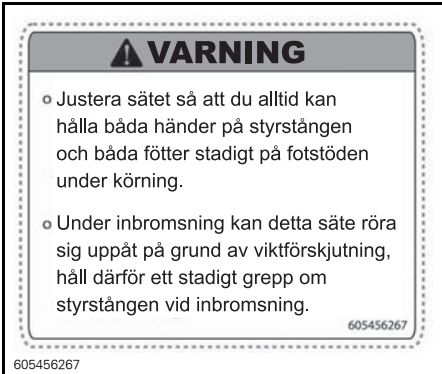 VARNING
Justera sätet så att du alltid kan
hålla båda händer på styrstången
och båda fötter stadigt på fotstöden
under körning.
Under inbromsning kan detta säte röra
sig uppåt på grund av viktförskjutning,
håll därför ett stadigt grepp om
styrstången vid inbromsning.
605456267
605456267